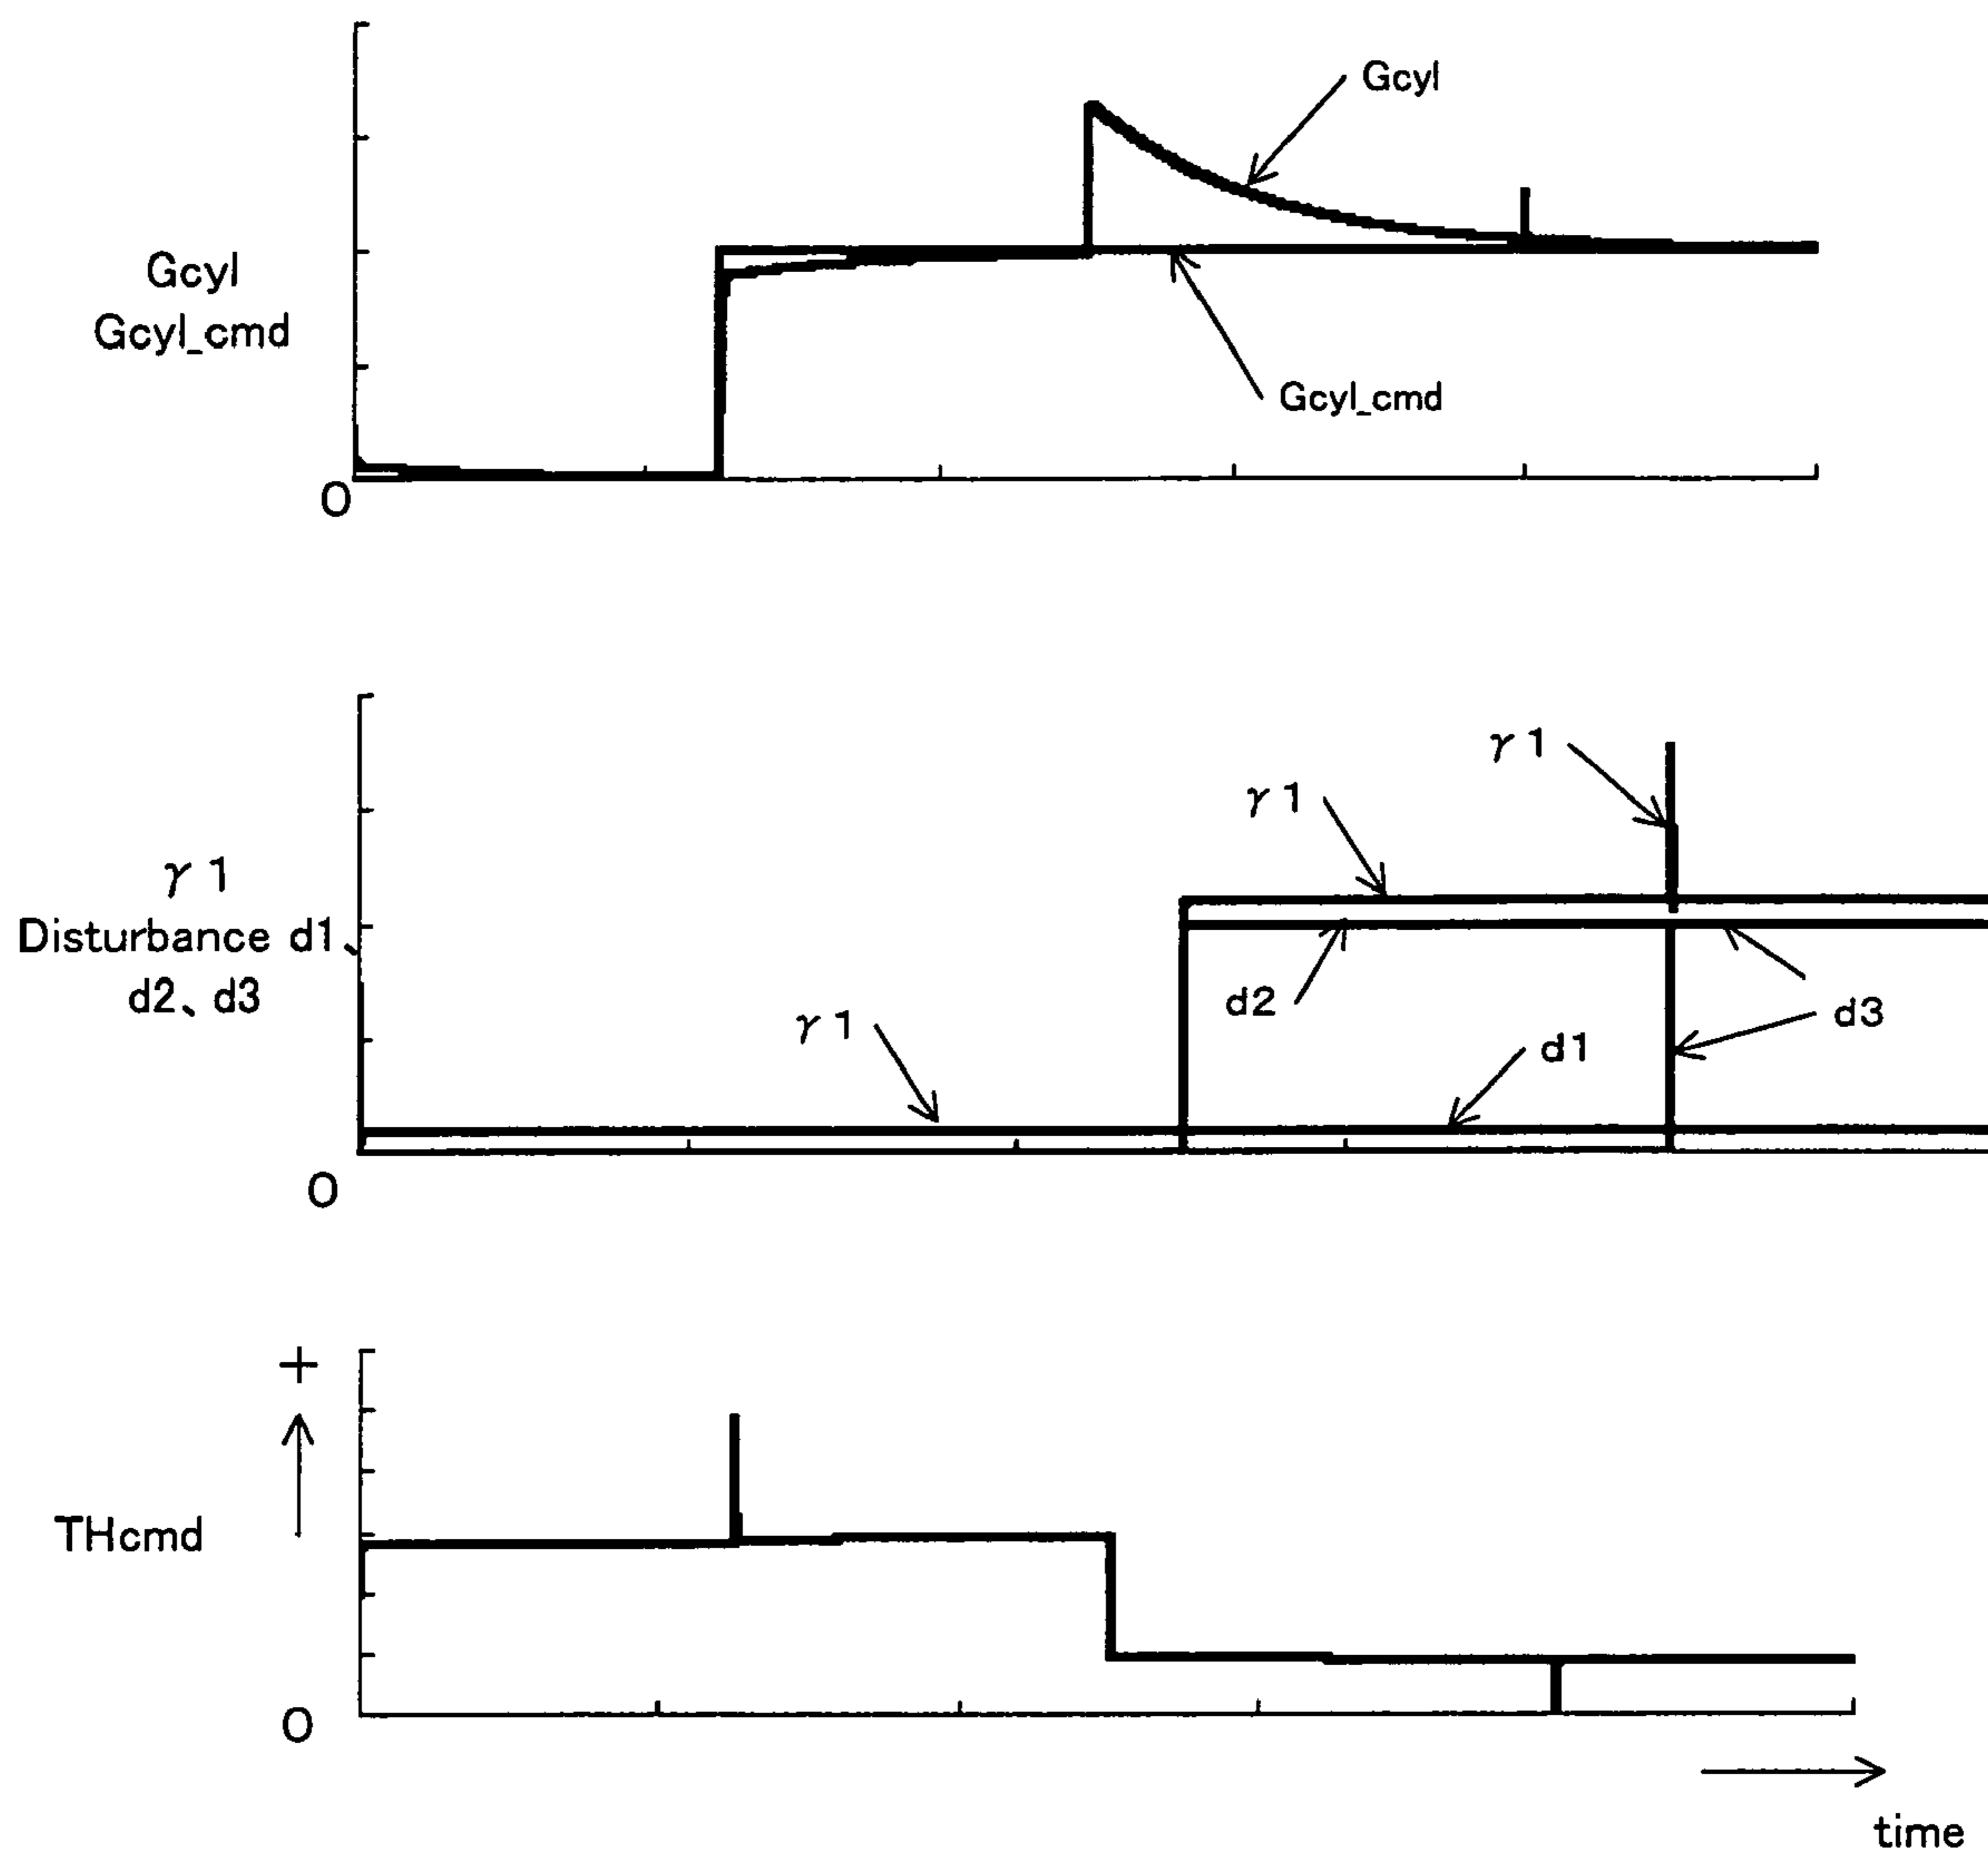 Gcyl
Gcyl
Gcyl_cmd
Gcyl_cmd
0
γ1
γ1
γ1
Disturbance d1、
d2、d3
γ1
d2
d3
d1
0
+
THcmd
0
time